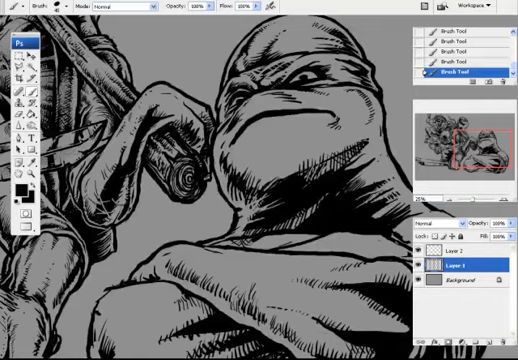 Brush:
Mode: Normal
Opacity: 100%
Flow: 100%
Workspace
Ps
Brush Tool
Brush Tool
Brush Tool
Brush Tool
Brush Tool
25%
Normal
Opacity: 100%
Lock:
Fill: 100%
Layer 2
Layer 1
Background